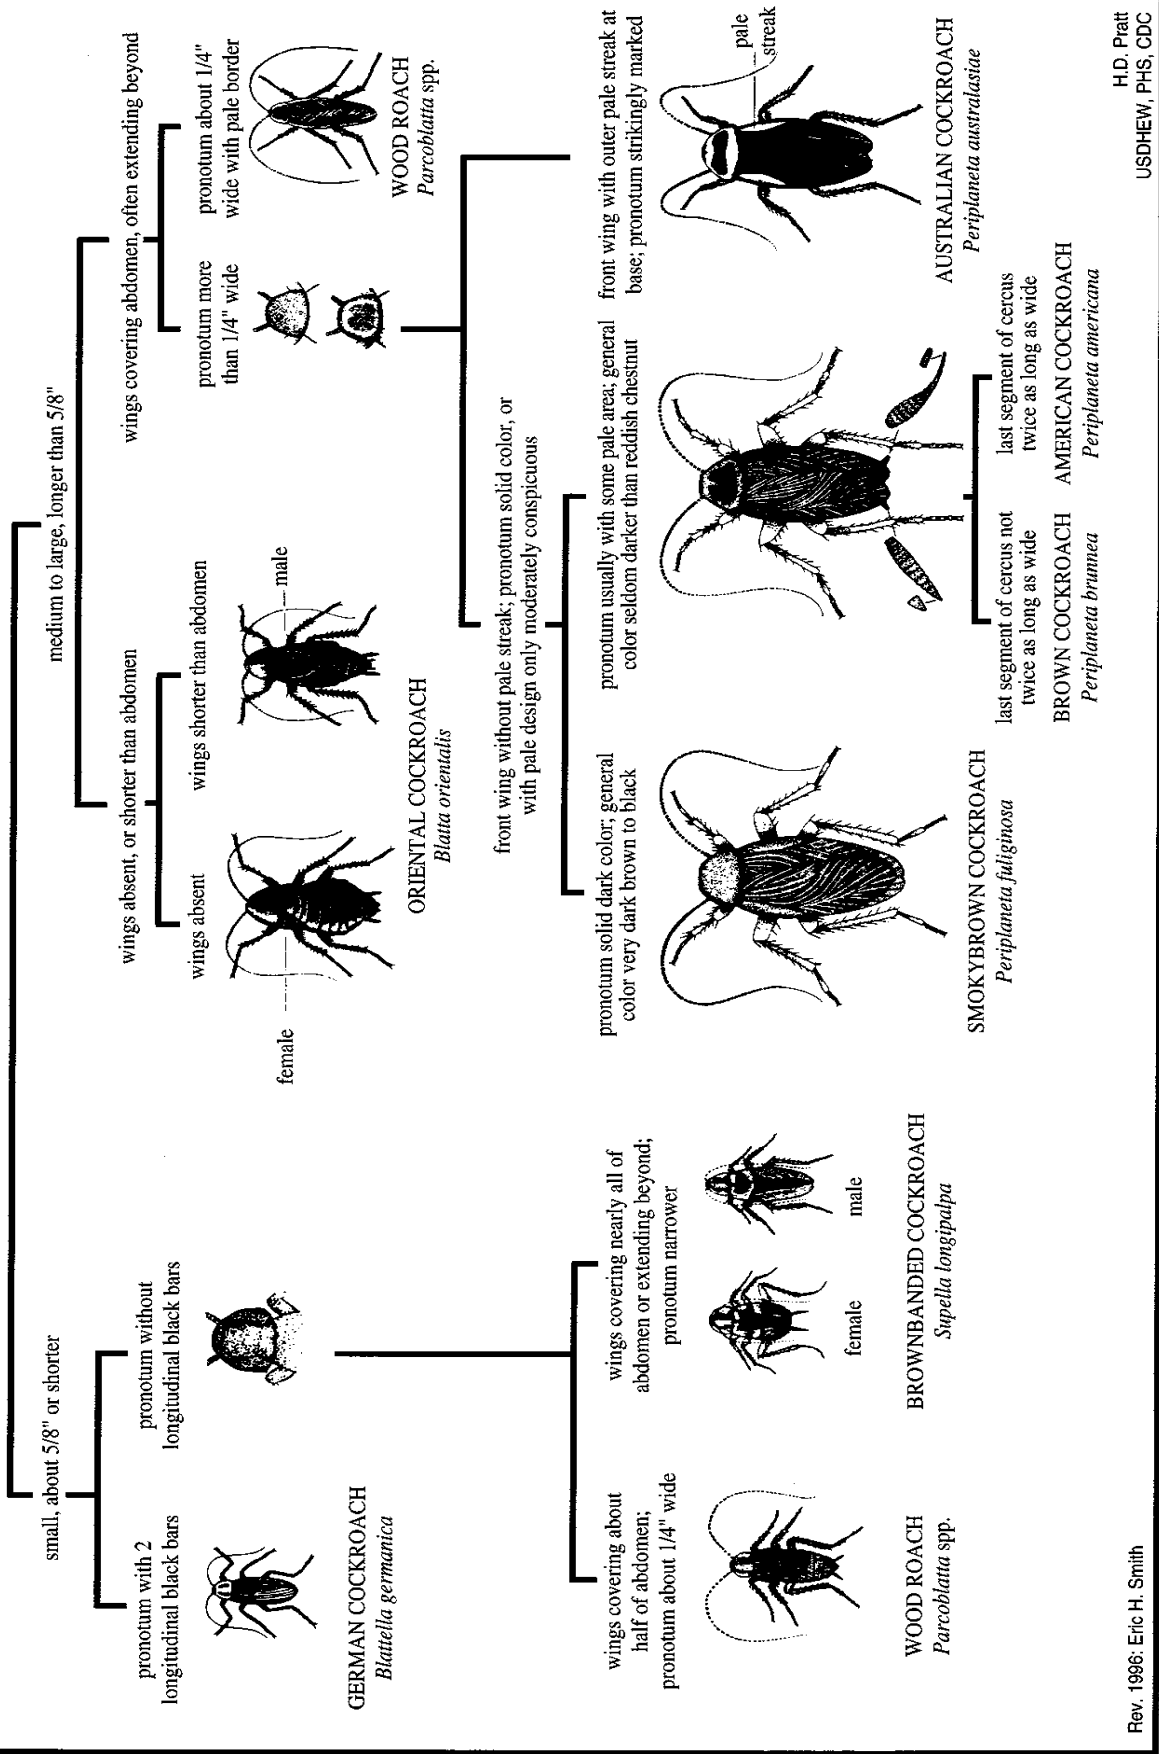 small, about 5/8" or shorter
medium to large, longer than 5/8"
pronotum with 2
longitudinal black bars
pronotum without
longitudinal black bars
wings absent, or shorter than abdomen
wings covering abdomen, often extending beyond
wings absent
wings shorter than abdomen
pronotum more
than 1/4" wide
pronotum about 1/4"
wide with pale border
female
male
GERMAN COCKROACH
Blattella germanica
ORIENTAL COCKROACH
Blatta orientalis
WOOD ROACH
Parcoblatta spp.
front wing without pale streak; pronotum solid color, or
with pale design only moderately conspicuous
front wing with outer pale streak at
base; pronotum strikingly marked
wings covering about
half of abdomen;
pronotum about 1/4" wide
wings covering nearly all of
abdomen or extending beyond;
pronotum narrower
pronotum solid dark color; general
color very dark brown to black
pronotum usually with some pale area; general
color seldom darker than reddish chestnut
pale
streak
female
male
WOOD ROACH
Parcoblatta spp.
BROWNBANDED COCKROACH
Supella longipalpa
SMOKYBROWN COCKROACH
Periplaneta fuliginosa
last segment of cercus not
twice as long as wide
BROWN COCKROACH
Periplaneta brunnea
last segment of cercus
twice as long as wide
AMERICAN COCKROACH
Periplaneta americana
AUSTRALIAN COCKROACH
Periplaneta australasiae
Rev. 1996: Eric H. Smith
H.D. Pratt
USDHEW, PHS, CDC